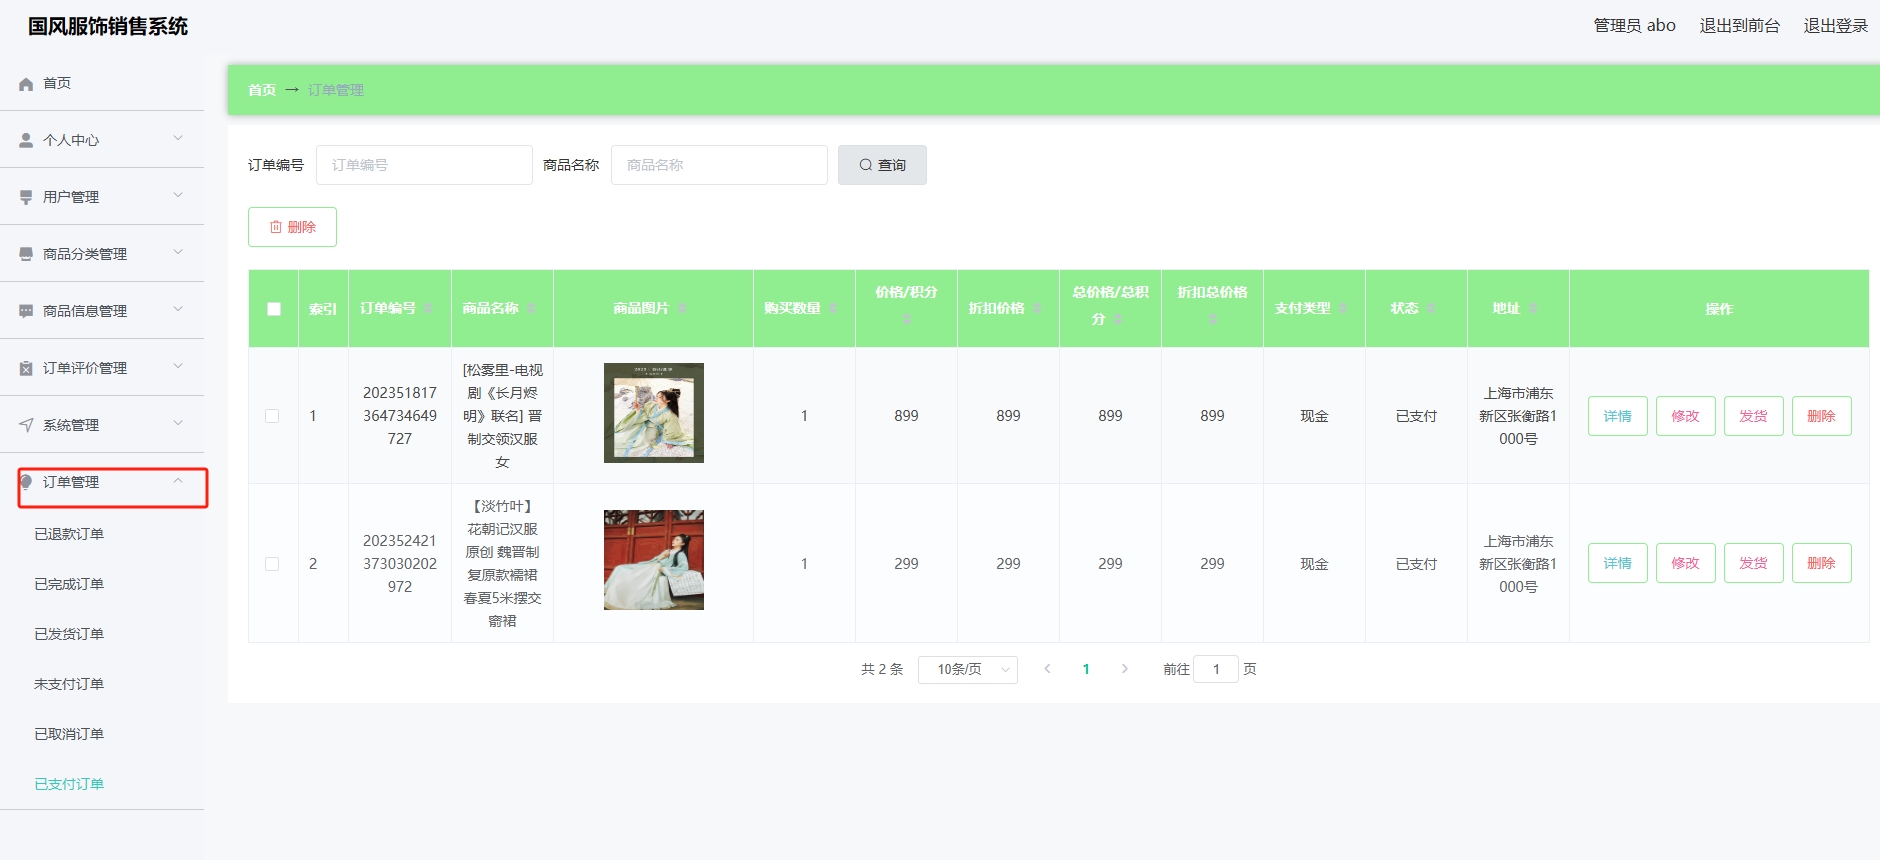 国风服饰销售系统
管理员 abo
退出到前台
退出登录
首页
个人中心
用户管理
商品分类管理
商品信息管理
订单评价管理
系统管理
订单管理
已退款订单
已完成订单
已发货订单
未支付订单
已取消订单
已支付订单
首页 → 订单管理
订单编号
订单编号
商品名称
商品名称
查询
删除
索引
订单编号
商品名称
商品图片
购买数量
价格/积分
折扣价格
总价格/总积
分
折扣总价格
支付类型
状态
地址
操作
1
202351817
364734649
727
[松雾里-电视
剧《长月烬
明》联名] 晋
制交领汉服
女
1
899
899
899
899
现金
已支付
上海市浦东
新区张衡路1
000号
详情
修改
发货
删除
2
202352421
373030202
972
【淡竹叶】
花朝记汉服
原创 魏晋制
复原款襦裙
春夏5米摆交
窬裙
1
299
299
299
299
现金
已支付
上海市浦东
新区张衡路1
000号
详情
修改
发货
删除
共 2 条
10条/页
1
前往
1
页